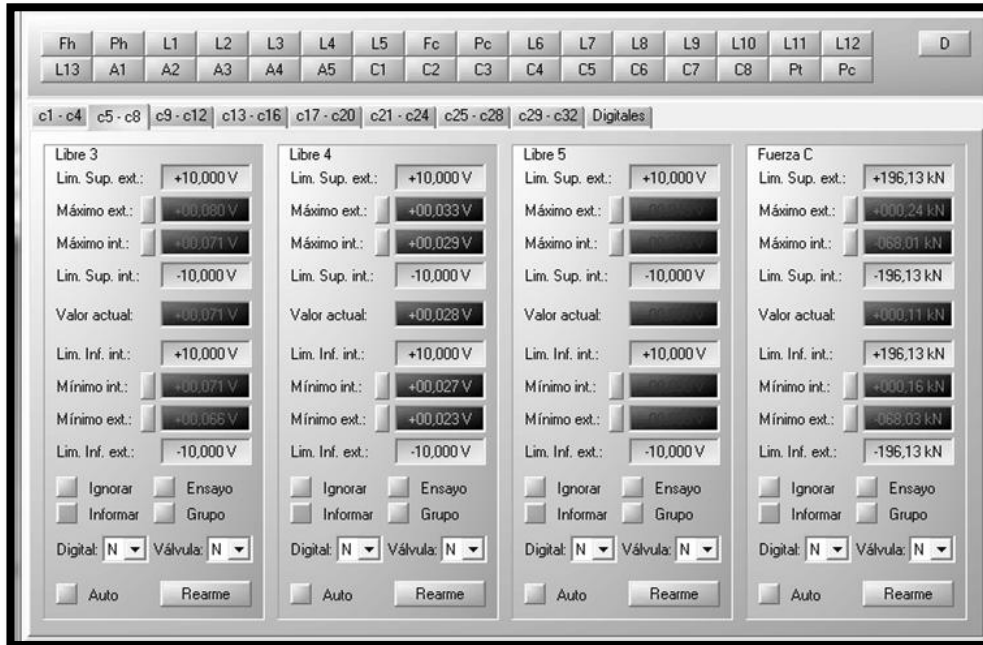 Fh Ph L1 L2 L3 L4 L5 Fc Pc L6 L7 L8 L9 L10 L11 L12 D
L13 A1 A2 A3 A4 A5 C1 C2 C3 C4 C5 C6 C7 C8 Pt Pc
c1 - c4 c5 - c8 c9 - c12 c13 - c16 c17 - c20 c21 - c24 c25 - c28 c29 - c32 Digitales
Libre 3
Lim. Sup. ext.: +10,000 V
Máximo ext.: +00,080 V
Máximo int.: +00,071 V
Lim. Sup. int.: -10,000 V
Valor actual: +00,071 V
Lim. Inf. int.: +10,000 V
Mínimo int.: +00,071 V
Mínimo ext.: +00,066 V
Lim. Inf. ext.: -10,000 V
Ignorar Ensayo
Informar Grupo
Digital: N Válvula: N
Auto Rearme
Libre 4
Lim. Sup. ext.: +10,000 V
Máximo ext.: +00,033 V
Máximo int.: +00,029 V
Lim. Sup. int.: -10,000 V
Valor actual: +00,028 V
Lim. Inf. int.: +10,000 V
Mínimo int.: +00,027 V
Mínimo ext.: +00,023 V
Lim. Inf. ext.: -10,000 V
Ignorar Ensayo
Informar Grupo
Digital: N Válvula: N
Auto Rearme
Libre 5
Lim. Sup. ext.: +10,000 V
Máximo ext.:
Máximo int.:
Lim. Sup. int.: -10,000 V
Valor actual:
Lim. Inf. int.: +10,000 V
Mínimo int.:
Mínimo ext.:
Lim. Inf. ext.: -10,000 V
Ignorar Ensayo
Informar Grupo
Digital: N Válvula: N
Auto Rearme
Fuerza C
Lim. Sup. ext.: +196,13 kN
Máximo ext.: +000,24 kN
Máximo int.: -068,01 kN
Lim. Sup. int.: -196,13 kN
Valor actual: +000,11 kN
Lim. Inf. int.: +196,13 kN
Mínimo int.: +000,16 kN
Mínimo ext.: -068,03 kN
Lim. Inf. ext.: -196,13 kN
Ignorar Ensayo
Informar Grupo
Digital: N Válvula: N
Auto Rearme